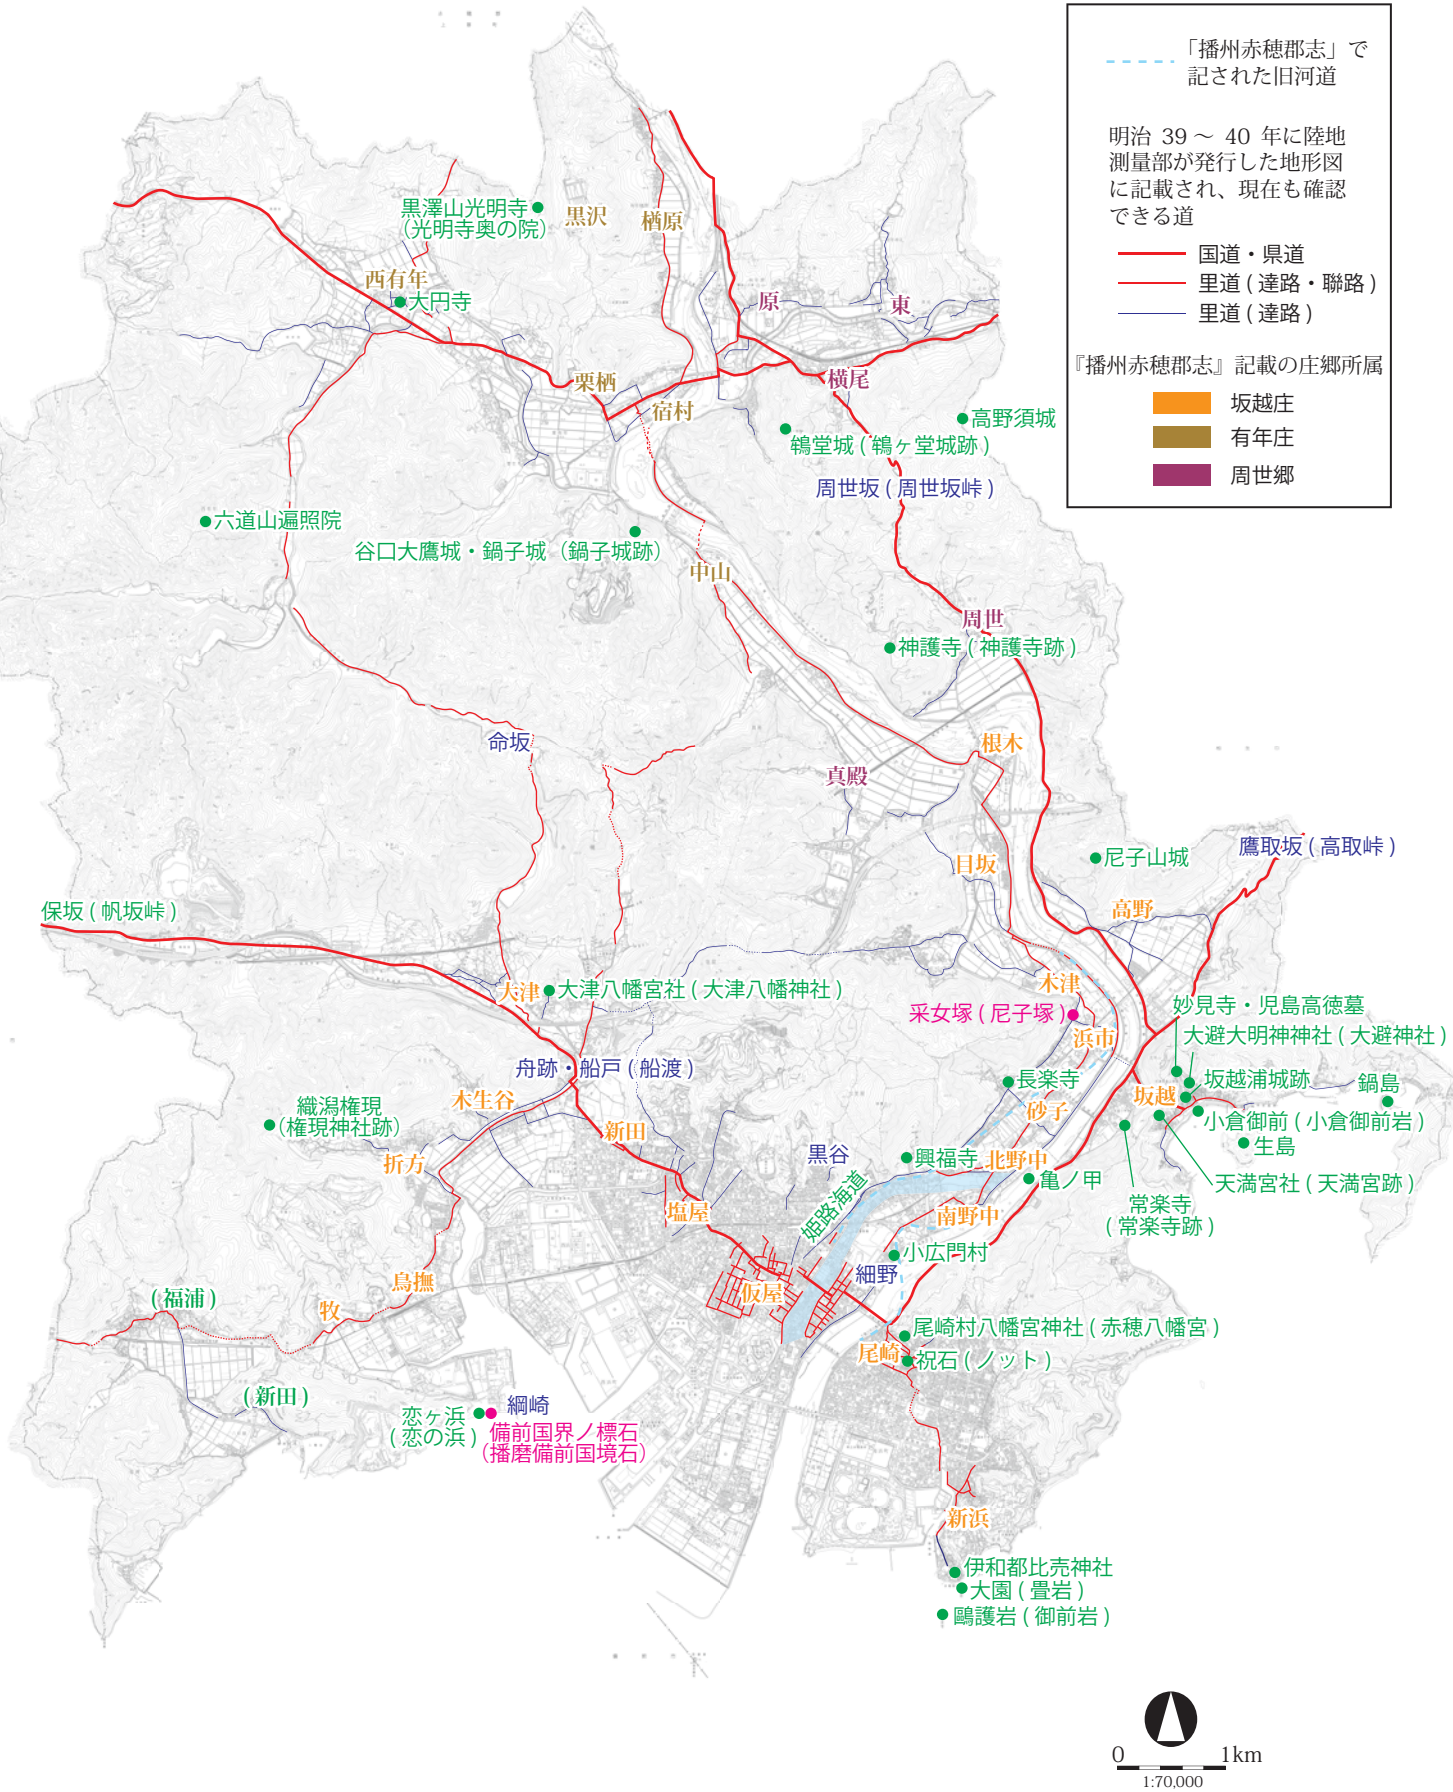 「播州赤穂郡志」で
記された旧河道
明治 39 ～ 40 年に陸地
測量部が発行した地形図
に記載され、現在も確認
できる道
国道・県道
里道 ( 達路・聯路 )
里道 ( 達路 )
『播州赤穂郡志』記載の庄郷所属
坂越庄
有年庄
周世郷
黒澤山光明寺
（光明寺奥の院）
黒沢
楢原
西有年
大円寺
原
東
栗栖
宿村
横尾
高野須城
鴾堂城 ( 鴾ヶ堂城跡 )
周世坂 ( 周世坂峠 )
六道山遍照院
谷口大鷹城・鍋子城（鍋子城跡）
中山
周世
神護寺 ( 神護寺跡 )
命坂
根木
真殿
目坂
尼子山城
鷹取坂 ( 高取峠 )
保坂 ( 帆坂峠 )
高野
大津
大津八幡宮社 ( 大津八幡神社 )
木津
采女塚 ( 尼子塚 )
妙見寺・児島高徳墓
浜市
大避大明神神社 ( 大避神社 )
舟跡・船戸 ( 船渡 )
長楽寺
坂越浦城跡
鍋島
木生谷
織潟権現
（権現神社跡）
坂越
砂子
小倉御前 ( 小倉御前岩 )
新田
生島
折方
黒谷
興福寺
北野中
亀ノ甲
天満宮社 ( 天満宮跡 )
姫路海道
常楽寺
( 常楽寺跡 )
塩屋
南野中
小広門村
細野
鳥撫
仮屋
( 福浦 )
牧
尾崎村八幡宮神社 ( 赤穂八幡宮 )
尾崎
祝石 ( ノット )
( 新田 )
恋ヶ浜
( 恋の浜 )
綱崎
備前国界ノ標石
（播磨備前国境石）
新浜
伊和都比売神社
大園 ( 畳岩 )
鷗護岩 ( 御前岩 )
0 1km
1:70,000